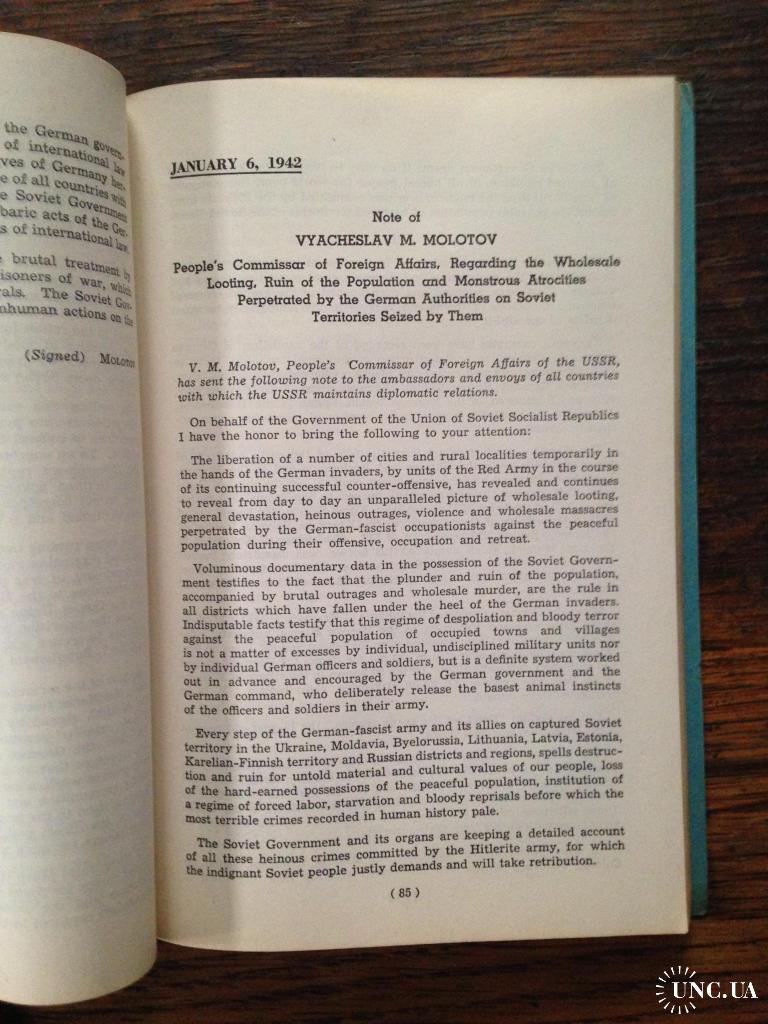 the German govern-
of international law
ves of Germany her-
e of all countries with
e Soviet Government
baric acts of the Ger-
s of international law.
brutal treatment by
isoners of war, which
als. The Soviet Gov-
nhuman actions on the
(Signed) MOLOTOV
JANUARY 6, 1942
Note of
VYACHESLAV M. MOLOTOV
People's Commissar of Foreign Affairs, Regarding the Wholesale
Looting, Ruin of the Population and Monstrous Atrocities
Perpetrated by the German Authorities on Soviet
Territories Seized by Them
V. M. Molotov, People's Commissar of Foreign Affairs of the USSR,
has sent the following note to the ambassadors and envoys of all countries
with which the USSR maintains diplomatic relations.
On behalf of the Government of the Union of Soviet Socialist Republics
I have the honor to bring the following to your attention:
The liberation of a number of cities and rural localities temporarily in
the hands of the German invaders, by units of the Red Army in the course
of its continuing successful counter-offensive, has revealed and continues
to reveal from day to day an unparalleled picture of wholesale looting,
general devastation, heinous outrages, violence and wholesale massacres
perpetrated by the German-fascist occupationists against the peaceful
population during their offensive, occupation and retreat.
Voluminous documentary data in the possession of the Soviet Govern-
ment testifies to the fact that the plunder and ruin of the population,
accompanied by brutal outrages and wholesale murder, are the rule in
all districts which have fallen under the heel of the German invaders.
Indisputable facts testify that this regime of despoliation and bloody terror
against the peaceful population of occupied towns and villages
is not a matter of excesses by individual, undisciplined military units nor
by individual German officers and soldiers, but is a definite system worked
out in advance and encouraged by the German government and the
German command, who deliberately release the basest animal instincts
of the officers and soldiers in their army.
Every step of the German-fascist army and its allies on captured Soviet
territory in the Ukraine, Moldavia, Byelorussia, Lithuania, Latvia, Estonia,
Karelian-Finnish territory and Russian districts and regions, spells destruc-
tion and ruin for untold material and cultural values of our people, loss
of the hard-earned possessions of the peaceful population, institution of
a regime of forced labor, starvation and bloody reprisals before which the
most terrible crimes recorded in human history pale.
The Soviet Government and its organs are keeping a detailed account
of all these heinous crimes committed by the Hitlerite army, for which
the indignant Soviet people justly demands and will take retribution.
( 85 )
UNC.UA